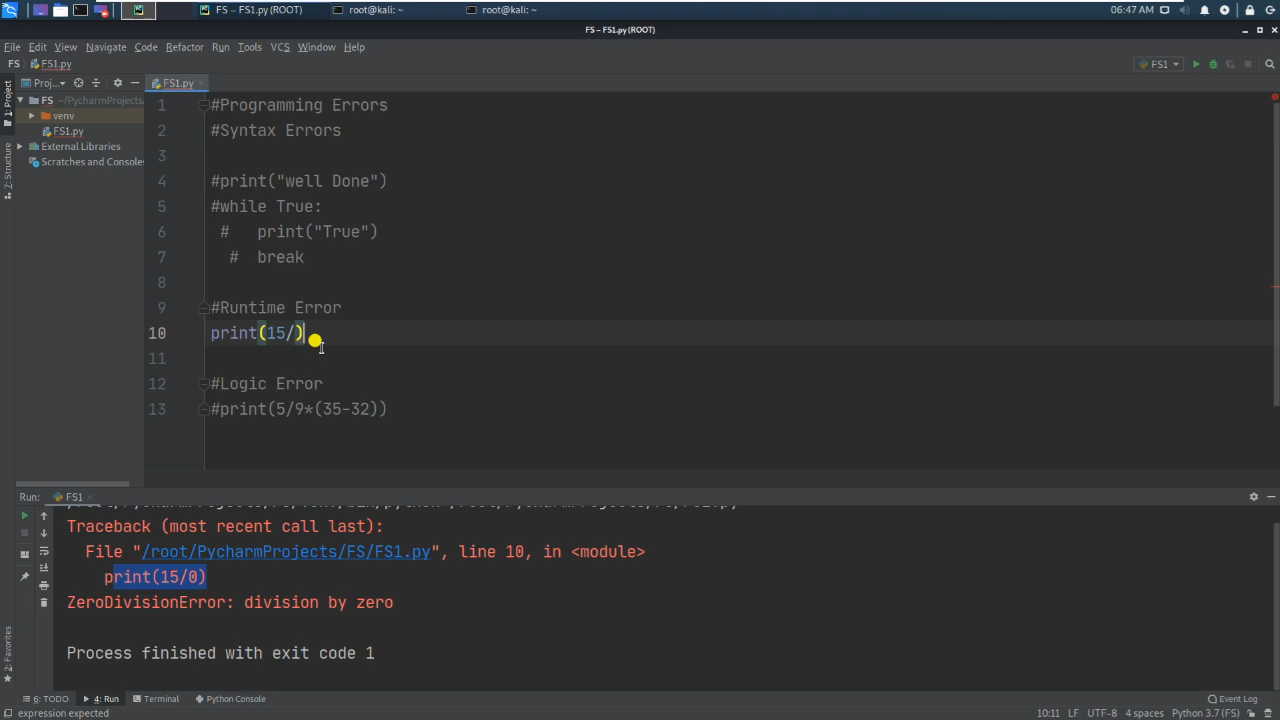 FS – FS1.py (ROOT)
root@kali: ~
root@kali: ~
06:47 AM
FS – FS1.py (ROOT)
File Edit View Navigate Code Refactor Run Tools VCS Window Help
FS FS1.py
FS1
Proj...
FS1.py
1: Project
FS ~/PycharmProjects/
venv
FS1.py
External Libraries
Scratches and Consoles
Z: Structure
1 #Programming Errors
2 #Syntax Errors
3
4 #print("well Done")
5 #while True:
6 #   print("True")
7 #  break
8
9 #Runtime Error
10 print(15/)
11
12 #Logic Error
13 #print(5/9*(35-32))
Run: FS1
Traceback (most recent call last):
File "/root/PycharmProjects/FS/FS1.py", line 10, in <module>
print(15/0)
ZeroDivisionError: division by zero
Process finished with exit code 1
2: Favorites
6: TODO
4: Run
Terminal
Python Console
Event Log
expression expected
10:11 LF UTF-8 4 spaces Python 3.7 (FS)